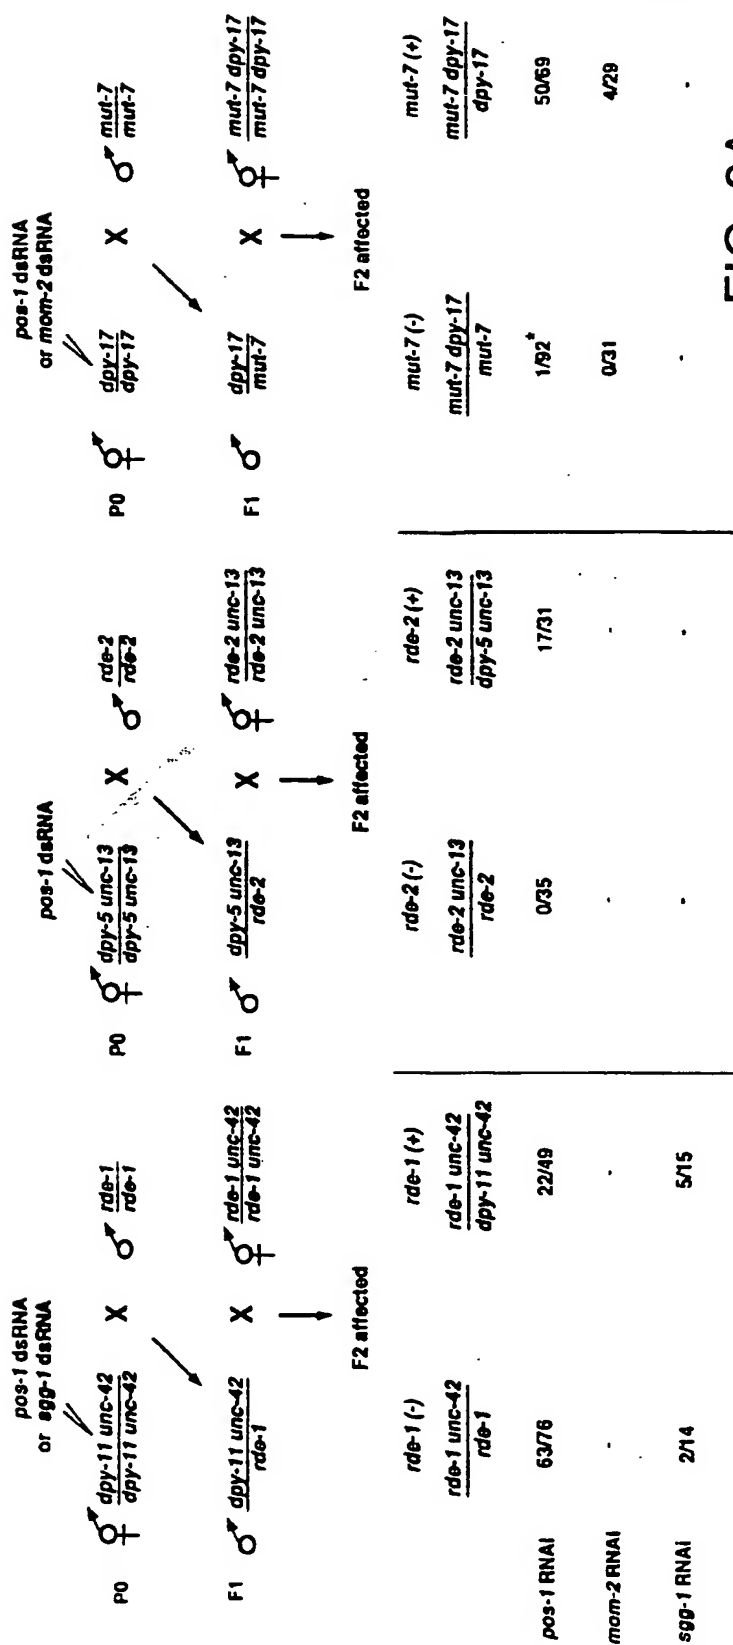 pos-1 dsRNA
or sgg-1 dsRNA
P0 ⚥ dpy-11 unc-42 X ♂ rde-1
dpy-11 unc-42 rde-1
F1 ♂ dpy-11 unc-42 X ⚥ rde-1 unc-42
rde-1 rde-1 unc-42
F2 affected
rde-1 (-) rde-1 (+)
rde-1 unc-42 rde-1 unc-42
rde-1 dpy-11 unc-42
pos-1 RNAi 63/76 22/49
mom-2 RNAi - -
sgg-1 RNAi 2/14 5/15
pos-1 dsRNA
P0 ⚥ dpy-5 unc-13 X ♂ rde-2
dpy-5 unc-13 rde-2
F1 ♂ dpy-5 unc-13 X ⚥ rde-2 unc-13
rde-2 rde-2 unc-13
F2 affected
rde-2 (-) rde-2 (+)
rde-2 unc-13 rde-2 unc-13
rde-2 dpy-5 unc-13
0/35 17/31
- -
- -
pos-1 dsRNA
or mom-2 dsRNA
P0 ⚥ dpy-17 X ♂ mut-7
dpy-17 mut-7
F1 ♂ dpy-17 X ⚥ mut-7 dpy-17
mut-7 mut-7 dpy-17
F2 affected
mut-7 (-) mut-7 (+)
mut-7 dpy-17 mut-7 dpy-17
mut-7 dpy-17
1/92* 50/69
0/31 4/29
- -
FIG.